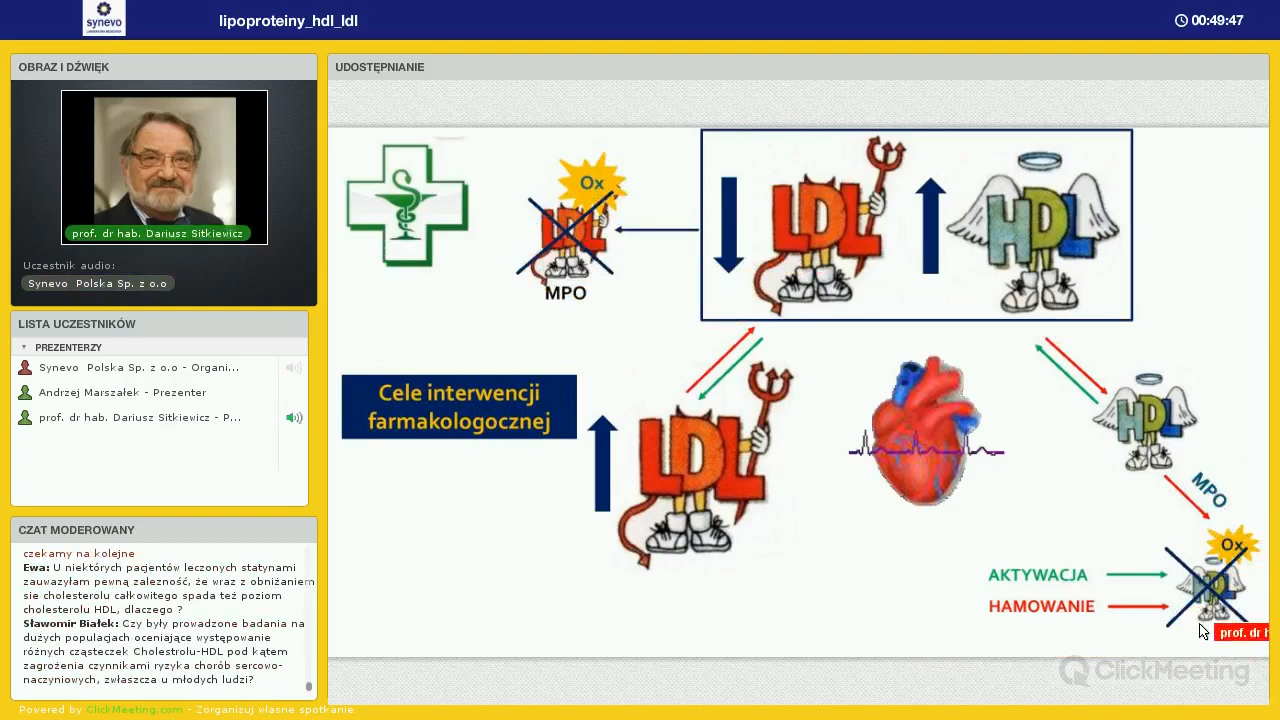 synevo
lipoproteiny_hdl_ldl
00:49:47
OBRAZ I DŹWIĘK
prof. dr hab. Dariusz Sitkiewicz
Uczestnik audio:
Synevo Polska Sp. z o.o
LISTA UCZESTNIKÓW
PREZENTERZY
Synevo Polska Sp. z o.o - Organi...
Andrzej Marszałek - Prezenter
prof. dr hab. Dariusz Sitkiewicz - P...
CZAT MODEROWANY
czekamy na kolejne
Ewa: U niektórych pacjentów leczonych statynami
zauważyłam pewną zalezność, że wraz z obniżaniem
sie cholesterolu całkowitego spada też poziom
cholesterolu HDL, dlaczego ?
Sławomir Białek: Czy były prowadzone badania na
dużych populacjach oceniające występowanie
różnych cząsteczek Cholestrolu-HDL pod kątem
zagrożenia czynnikami ryzyka chorób sercowo-
naczyniowych, zwłaszcza u młodych ludzi?
Powered by ClickMeeting.com - Zorganizuj własne spotkanie
UDOSTĘPNIANIE
Ox
LDL
MPO
LDL
HDL
Cele interwencji
farmakologocznej
LDL
HDL
MPO
Ox
HDL
AKTYWACJA
HAMOWANIE
prof. dr h
ClickMeeting